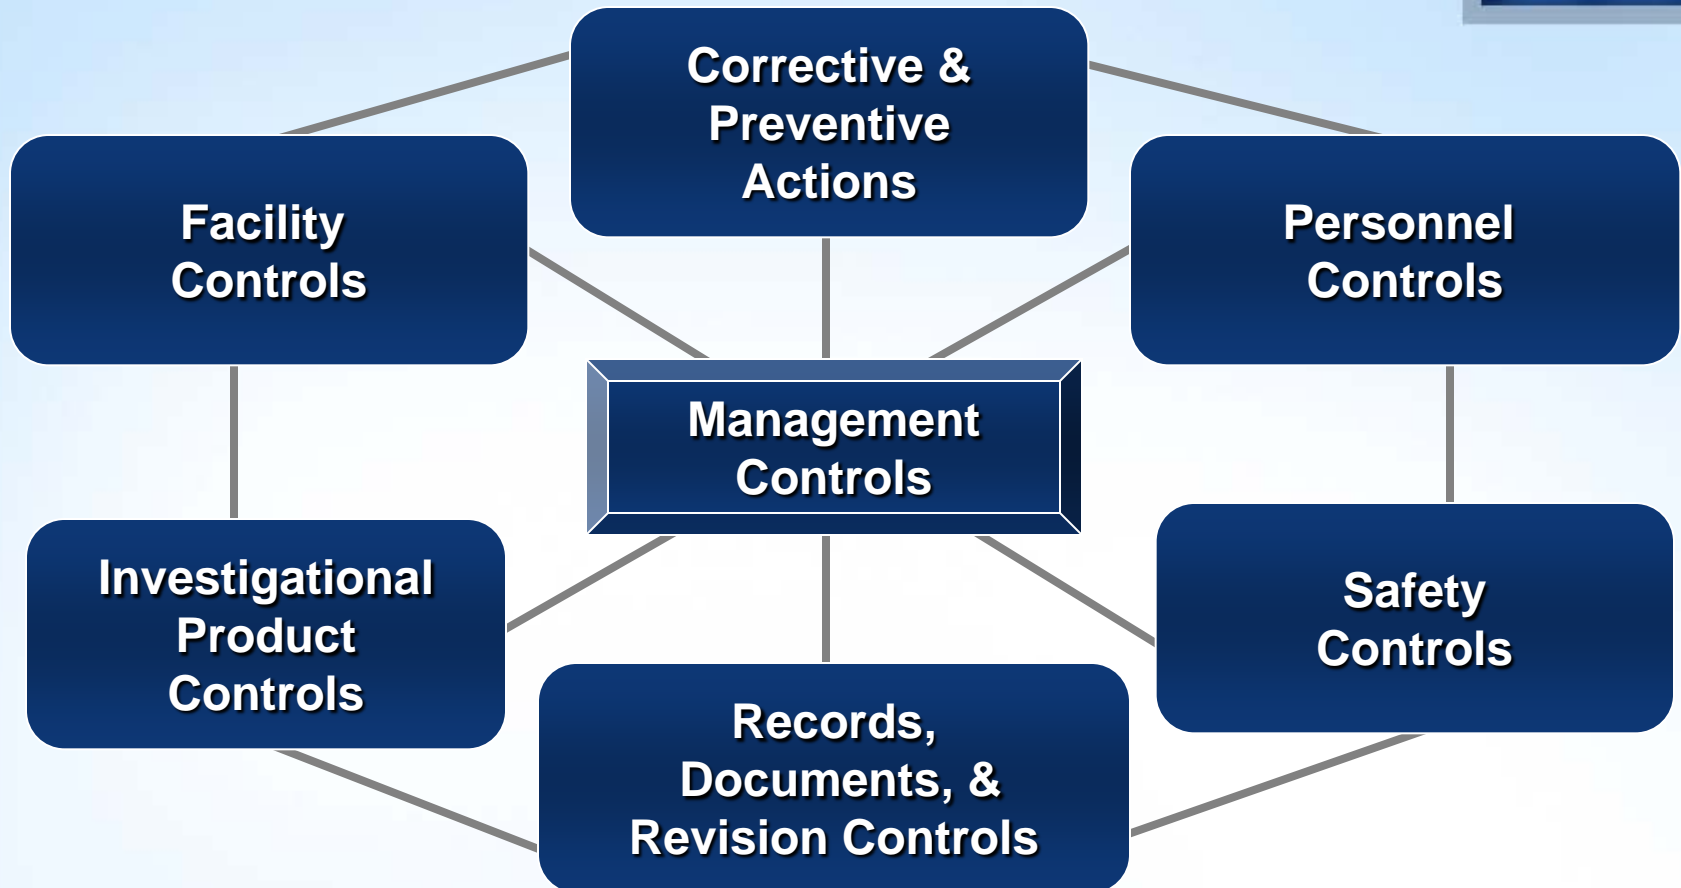 Corrective &
Preventive
Actions
Facility
Controls
Personnel
Controls
Management
Controls
Investigational
Product
Controls
Safety
Controls
Records,
Documents, &
Revision Controls